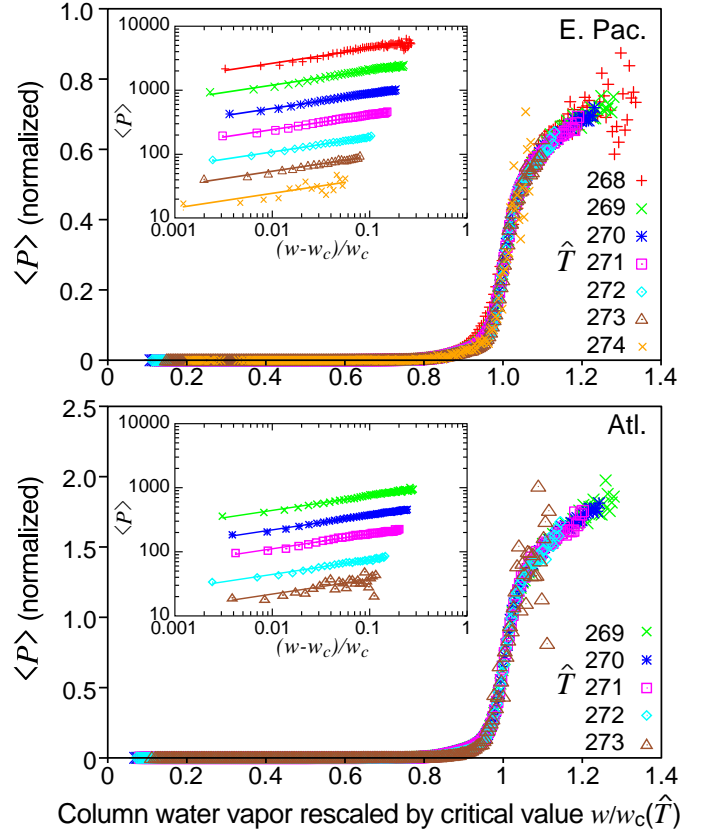 E. Pac.
⟨P⟩ (normalized)
1.0
0.8
0.6
0.4
0.2
0
0 0.2 0.4 0.6 0.8 1.0 1.2 1.4
⟨P⟩
10000
1000
100
10
0.001 0.01 0.1 1
(w-w_c)/w_c
T̂
268
269
270
271
272
273
274
Atl.
⟨P⟩ (normalized)
2.5
2.0
1.5
1.0
0.5
0
0 0.2 0.4 0.6 0.8 1 1.2 1.4
⟨P⟩
10000
1000
100
10
0.001 0.01 0.1 1
(w-w_c)/w_c
T̂
269
270
271
272
273
Column water vapor rescaled by critical value w/w_c(T̂)